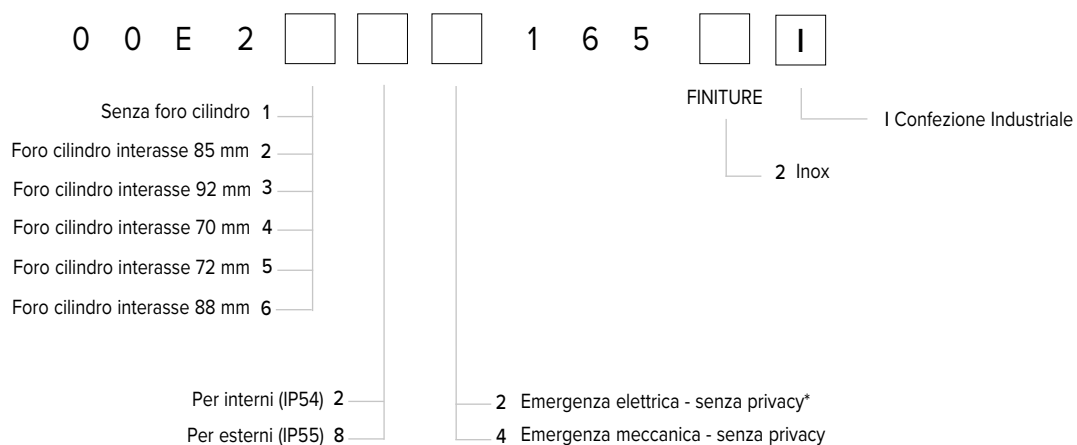 0 0 E 2 1 6 5 I
FINITURE
Senza foro cilindro 1
I Confezione Industriale
Foro cilindro interasse 85 mm 2
2 Inox
Foro cilindro interasse 92 mm 3
Foro cilindro interasse 70 mm 4
Foro cilindro interasse 72 mm 5
Foro cilindro interasse 88 mm 6
Per interni (IP54) 2
2 Emergenza elettrica - senza privacy*
Per esterni (IP55) 8
4 Emergenza meccanica - senza privacy